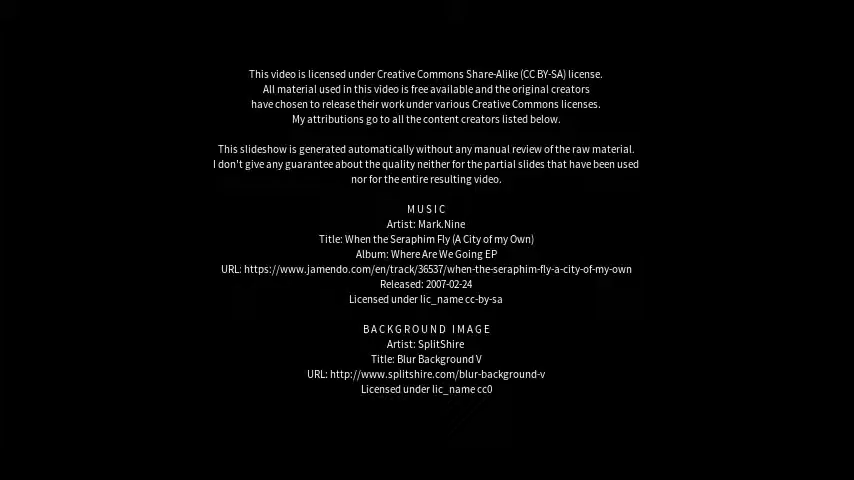 This video is licensed under Creative Commons Share-Alike (CC BY-SA) license.
All material used in this video is free available and the original creators
have chosen to release their work under various Creative Commons licenses.
My attributions go to all the content creators listed below.
This slideshow is generated automatically without any manual review of the raw material.
I don't give any guarantee about the quality neither for the partial slides that have been used
nor for the entire resulting video.
MUSIC
Artist: Mark.Nine
Title: When the Seraphim Fly (A City of my Own)
Album: Where Are We Going EP
URL: https://www.jamendo.com/en/track/36537/when-the-seraphim-fly-a-city-of-my-own
Released: 2007-02-24
Licensed under lic_name cc-by-sa
BACKGROUND IMAGE
Artist: SplitShire
Title: Blur Background V
URL: http://www.splitshire.com/blur-background-v
Licensed under lic_name cc0